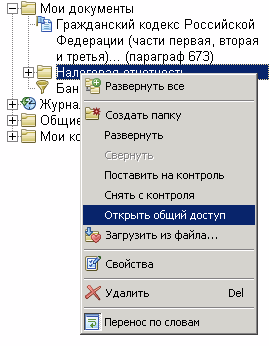 Мои документы
Гражданский кодекс Российской
Федерации (части первая, вторая
и третья)... (параграф 673)
Налоговая отчетность
Бан
Развернуть все
Журна
Создать папку
Общие
Развернуть
Мои ко
Свернуть
Поставить на контроль
Снять с контроля
Открыть общий доступ
Загрузить из файла...
Свойства
Удалить Del
Перенос по словам